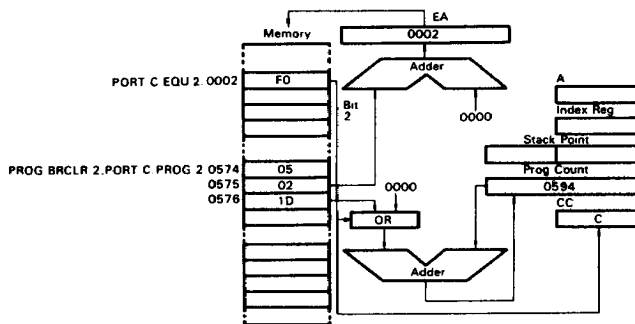 EA
Memory
0002
Adder
A
PORT C EQU 2 0002
F0
Bit
2
0000
Index Reg
Stack Point
PROG BRCLR 2.PORT C PROG 2 0574
05
Prog Count
0575
02
0000
0594
0576
1D
CC
OR
C
Adder